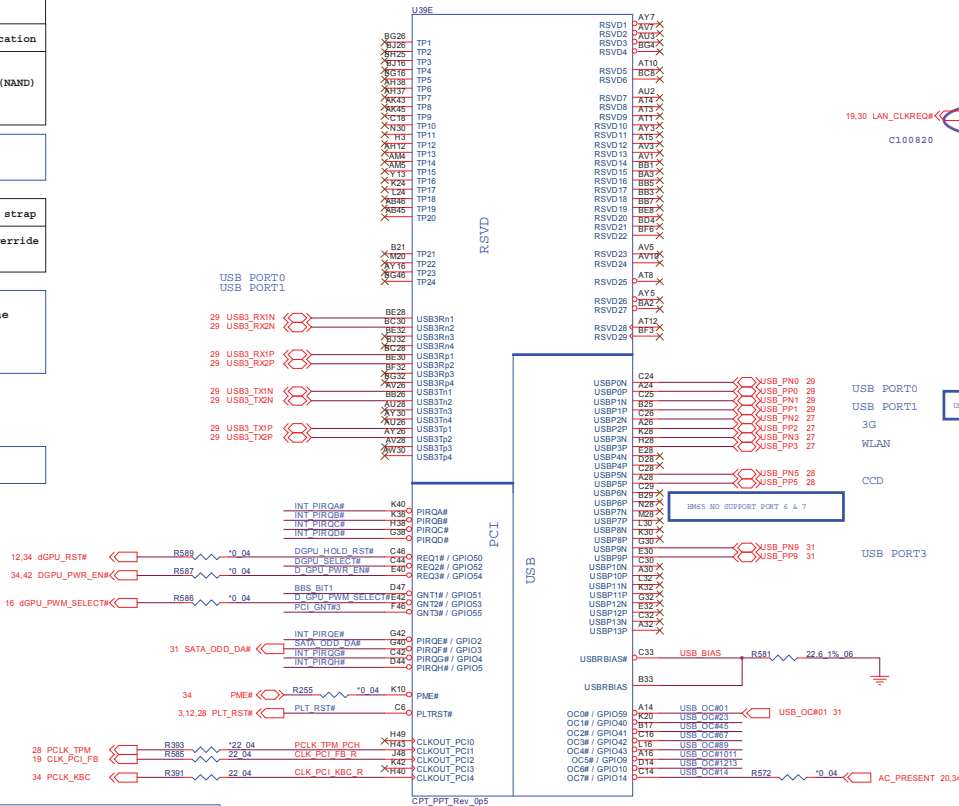 U39E
cation
(NAND)
strap
erride
e
BG26 TP1
BJ26 TP2
BH25 TP3
BJ16 TP4
BG16 TP5
AH38 TP6
AH37 TP7
AK43 TP8
AK45 TP9
C18 TP10
N30 TP11
H3 TP12
AH12 TP13
AM4 TP14
AM5 TP15
Y13 TP16
K24 TP17
L24 TP18
AB46 TP19
AB45 TP20
B21 TP21
M20 TP22
AY16 TP23
BG46 TP24
RSVD
RSVD1 AY7
RSVD2 AV7
RSVD3 AU3
RSVD4 BG4
RSVD5 AT10
RSVD6 BC8
RSVD7 AU2
RSVD8 AT4
RSVD9 AT3
RSVD10 AT1
RSVD11 AY3
RSVD12 AT5
RSVD13 AV3
RSVD14 AV1
RSVD15 BB1
RSVD16 BA3
RSVD17 BB5
RSVD18 BB3
RSVD19 BB7
RSVD20 BE8
RSVD21 BD4
RSVD22 BF6
RSVD23 AV5
RSVD24 AV10
RSVD25 AT8
RSVD26 AY5
RSVD27 BA2
RSVD28 AT12
RSVD29 BF3
19,30 LAN_CLKREQ#
C100820
USB PORT0
USB PORT1
29 USB3_RX1N BE28 USB3Rn1
29 USB3_RX2N BC30 USB3Rn2
BE32 USB3Rn3
BJ32 USB3Rn4
29 USB3_RX1P BC28 USB3Rp1
29 USB3_RX2P BE30 USB3Rp2
BF32 USB3Rp3
BG32 USB3Rp4
29 USB3_TX1N AV26 USB3Tn1
29 USB3_TX2N BB26 USB3Tn2
AU28 USB3Tn3
AY30 USB3Tn4
29 USB3_TX1P AU26 USB3Tp1
29 USB3_TX2P AY26 USB3Tp2
AV28 USB3Tp3
AW30 USB3Tp4
USBP0N C24 USB_PN0 29
USBP0P A24 USB_PP0 29
USBP1N C25 USB_PN1 29
USBP1P B25 USB_PP1 29
USBP2N C26 USB_PN2 27
USBP2P A26 USB_PP2 27
USBP3N K28 USB_PN3 27
USBP3P H28 USB_PP3 27
USBP4N E28
USBP4P D28
USBP5N C28 USB_PN5 28
USBP5P A28 USB_PP5 28
USBP6N C29
USBP6P B29
USBP7N N28
USBP7P M28
USBP8N L30
USBP8P K30
USBP9N G30 USB_PN9 31
USBP9P E30 USB_PP9 31
USBP10N C30
USBP10P A30
USBP11N L32
USBP11P K32
USBP12N G32
USBP12P E32
USBP13N C32
USBP13P A32
USB PORT0
USB PORT1
3G
WLAN
CCD
HM65 NO SUPPORT PORT 6 & 7
USB PORT3
PCI
USB
INT_PIRQA# K40 PIRQA#
INT_PIRQB# K38 PIRQB#
INT_PIRQC# H38 PIRQC#
INT_PIRQD# G38 PIRQD#
12,34 dGPU_RST# R589 *0_04 DGPU_HOLD_RST# C46 REQ1# / GPIO50
DGPU_SELECT# C44 REQ2# / GPIO52
34,42 DGPU_PWR_EN# R587 *0_04 D_GPU_PWR_EN# E40 REQ3# / GPIO54
BBS_BIT1 D47 GNT1# / GPIO51
16 dGPU_PWM_SELECT# R586 *0_04 D_GPU_PWM_SELECT# E42 GNT2# / GPIO53
PCI_GNT#3 F46 GNT3# / GPIO55
INT_PIRQE# G42 PIRQE# / GPIO2
31 SATA_ODD_DA# SATA_ODD_DA# G40 PIRQF# / GPIO3
INT_PIRQG# C42 PIRQG# / GPIO4
INT_PIRQH# D44 PIRQH# / GPIO5
34 PME# R255 *0_04 K10 PME#
3,12,28 PLT_RST# PLT_RST# C6 PLTRST#
H49 CLKOUT_PCI0
28 PCLK_TPM R393 *22_04 PCLK_TPM_PCH H43 CLKOUT_PCI1
19 CLK_PCI_FB R585 22_04 CLK_PCI_FB_R J48 CLKOUT_PCI2
K42 CLKOUT_PCI3
34 PCLK_KBC R391 22_04 CLK_PCI_KBC_R H40 CLKOUT_PCI4
USBRBIAS# C33 USB_BIAS R581 22.6_1%_06
USBRBIAS B33
OC0# / GPIO59 A14 USB_OC#01 USB_OC#01 31
OC1# / GPIO40 K20 USB_OC#23
OC2# / GPIO41 B17 USB_OC#45
OC3# / GPIO42 C16 USB_OC#67
OC4# / GPIO43 L16 USB_OC#89
OC5# / GPIO9 A16 USB_OC#1011
OC6# / GPIO10 D14 USB_OC#1213
OC7# / GPIO14 C14 USB_OC#14 R572 *0_04 AC_PRESENT 20,34
CPT_PPT_Rev_0p5